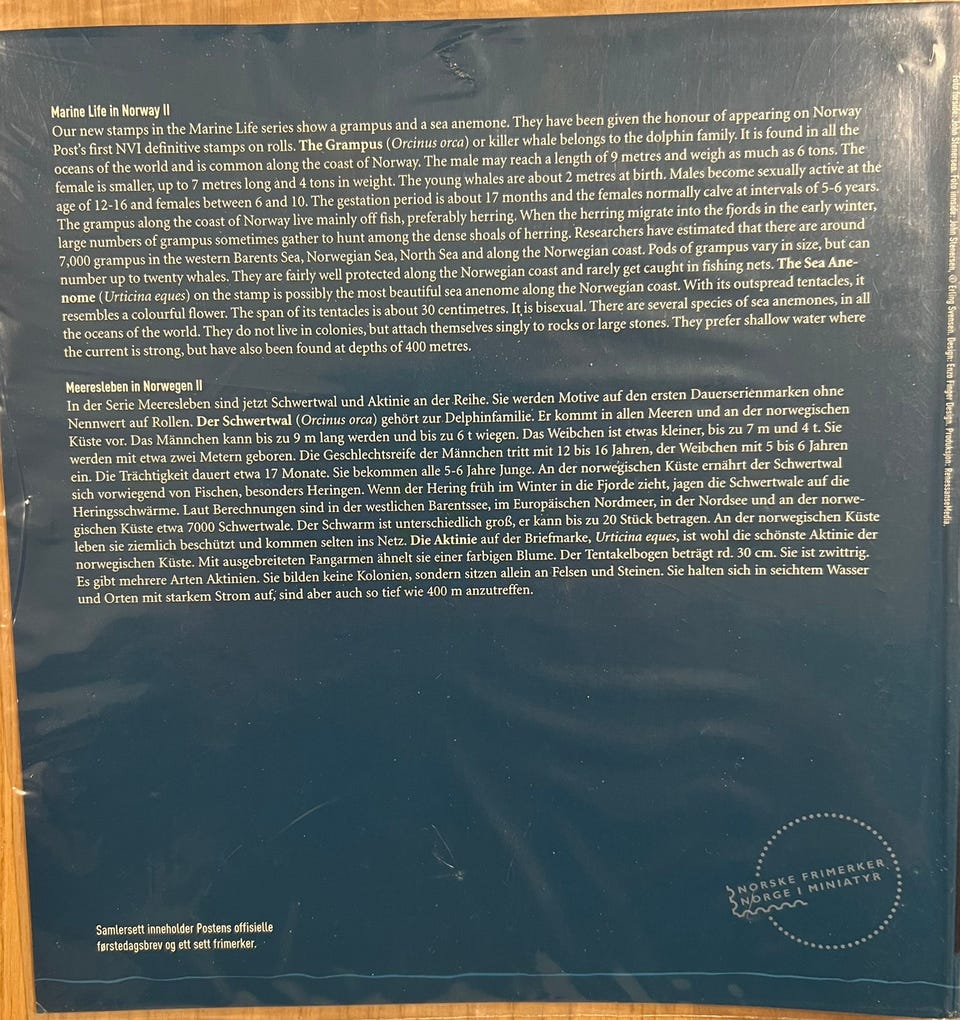 Marine Life in Norway II
Our new stamps in the Marine Life series show a grampus and a sea anemone. They have been given the honour of appearing on Norway
Post's first NVI definitive stamps on rolls. The Grampus (Orcinus orca) or killer whale belongs to the dolphin family. It is found in all the
oceans of the world and is common along the coast of Norway. The male may reach a length of 9 metres and weigh as much as 6 tons. The
female is smaller, up to 7 metres long and 4 tons in weight. The young whales are about 2 metres at birth. Males become sexually active at the
age of 12-16 and females between 6 and 10. The gestation period is about 17 months and the females normally calve at intervals of 5-6 years.
The grampus along the coast of Norway live mainly off fish, preferably herring. When the herring migrate into the fjords in the early winter,
large numbers of grampus sometimes gather to hunt among the dense shoals of herring. Researchers have estimated that there are around
7,000 grampus in the western Barents Sea, Norwegian Sea, North Sea and along the Norwegian coast. Pods of grampus vary in size, but can
number up to twenty whales. They are fairly well protected along the Norwegian coast and rarely get caught in fishing nets. The Sea Ane-
nome (Urticina eques) on the stamp is possibly the most beautiful sea anenome along the Norwegian coast. With its outspread tentacles, it
resembles a colourful flower. The span of its tentacles is about 30 centimetres. It is bisexual. There are several species of sea anemones, in all
the oceans of the world. They do not live in colonies, but attach themselves singly to rocks or large stones. They prefer shallow water where
the current is strong, but have also been found at depths of 400 metres.
Meeresleben in Norwegen II
In der Serie Meeresleben sind jetzt Schwertwal und Aktinie an der Reihe. Sie werden Motive auf den ersten Dauerserienmarken ohne
Nennwert auf Rollen. Der Schwertwal (Orcinus orca) gehört zur Delphinfamilie. Er kommt in allen Meeren und an der norwegischen
Küste vor. Das Männchen kann bis zu 9 m lang werden und bis zu 6 t wiegen. Das Weibchen ist etwas kleiner, bis zu 7 m und 4 t. Sie
werden mit etwa zwei Metern geboren. Die Geschlechtsreife der Männchen tritt mit 12 bis 16 Jahren, der Weibchen mit 5 bis 6 Jahren
ein. Die Trächtigkeit dauert etwa 17 Monate. Sie bekommen alle 5-6 Jahre Junge. An der norwegischen Küste ernährt der Schwertwal
sich vorwiegend von Fischen, besonders Heringen. Wenn der Hering früh im Winter in die Fjorde zieht, jagen die Schwertwale auf die
Heringsschwärme. Laut Berechnungen sind in der westlichen Barentssee, im Europäischen Nordmeer, in der Nordsee und an der norwe-
gischen Küste etwa 7000 Schwertwale. Der Schwarm ist unterschiedlich groß, er kann bis zu 20 Stück betragen. An der norwegischen Küste
leben sie ziemlich beschützt und kommen selten ins Netz. Die Aktinie auf der Briefmarke, Urticina eques, ist wohl die schönste Aktinie der
norwegischen Küste. Mit ausgebreiteten Fangarmen ähnelt sie einer farbigen Blume. Der Tentakelbogen beträgt rd. 30 cm. Sie ist zwittrig.
Es gibt mehrere Arten Aktinien. Sie bilden keine Kolonien, sondern sitzen allein an Felsen und Steinen. Sie halten sich in seichtem Wasser
und Orten mit starkem Strom auf, sind aber auch so tief wie 400 m anzutreffen.
Samlersett inneholder Postens offisielle
førstedagsbrev og ett sett frimerker.
NORSKE FRIMERKER
NORGE I MINIATYR
Foto forside: John Stenersen. Foto innside: John Stenersen, © Erling Svensen. Design: Enzo Finger Design. Produksjon: RenessanseMedia